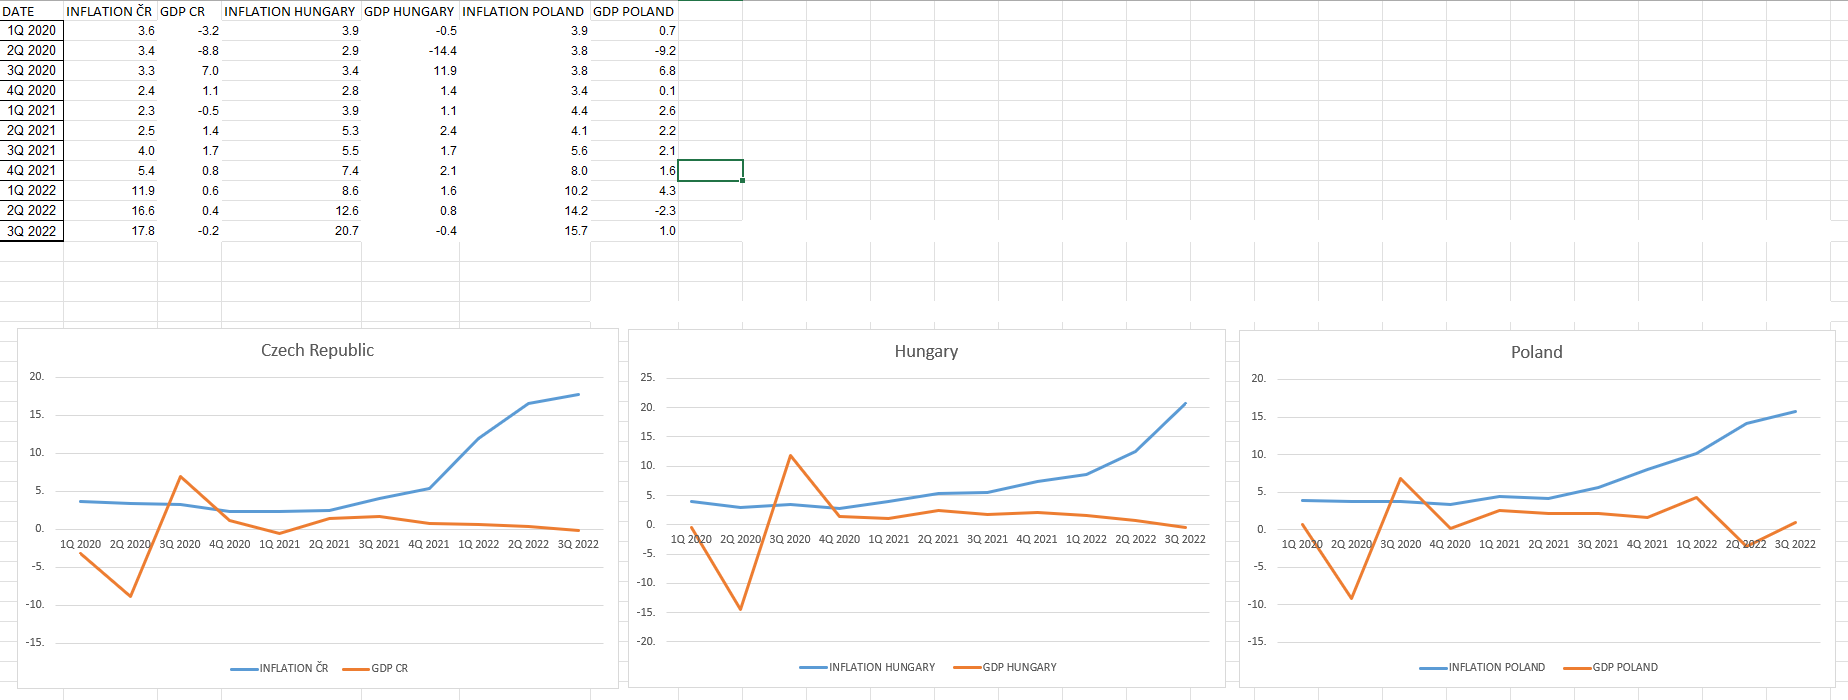 DATE INFLATION ČR GDP CR INFLATION HUNGARY GDP HUNGARY INFLATION POLAND GDP POLAND
1Q 2020 3.6 -3.2 3.9 -0.5 3.9 0.7
2Q 2020 3.4 -8.8 2.9 -14.4 3.8 -9.2
3Q 2020 3.3 7.0 3.4 11.9 3.8 6.8
4Q 2020 2.4 1.1 2.8 1.4 3.4 0.1
1Q 2021 2.3 -0.5 3.9 1.1 4.4 2.6
2Q 2021 2.5 1.4 5.3 2.4 4.1 2.2
3Q 2021 4.0 1.7 5.5 1.7 5.6 2.1
4Q 2021 5.4 0.8 7.4 2.1 8.0 1.6
1Q 2022 11.9 0.6 8.6 1.6 10.2 4.3
2Q 2022 16.6 0.4 12.6 0.8 14.2 -2.3
3Q 2022 17.8 -0.2 20.7 -0.4 15.7 1.0
Czech Republic
20.
15.
10.
5.
0.
1Q 2020 2Q 2020 3Q 2020 4Q 2020 1Q 2021 2Q 2021 3Q 2021 4Q 2021 1Q 2022 2Q 2022 3Q 2022
-5.
-10.
-15.
INFLATION ČR GDP CR
Hungary
25.
20.
15.
10.
5.
0.
1Q 2020 2Q 2020 3Q 2020 4Q 2020 1Q 2021 2Q 2021 3Q 2021 4Q 2021 1Q 2022 2Q 2022 3Q 2022
-5.
-10.
-15.
-20.
INFLATION HUNGARY GDP HUNGARY
Poland
20.
15.
10.
5.
0.
1Q 2020 2Q 2020 3Q 2020 4Q 2020 1Q 2021 2Q 2021 3Q 2021 4Q 2021 1Q 2022 2Q 2022 3Q 2022
-5.
-10.
-15.
INFLATION POLAND GDP POLAND